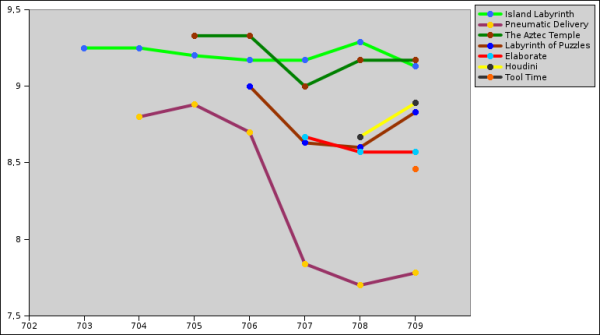 9,5
9
8,5
8
7,5
702 703 704 705 706 707 708 709
Island Labyrinth
Pneumatic Delivery
The Aztec Temple
Labyrinth of Puzzles
Elaborate
Houdini
Tool Time